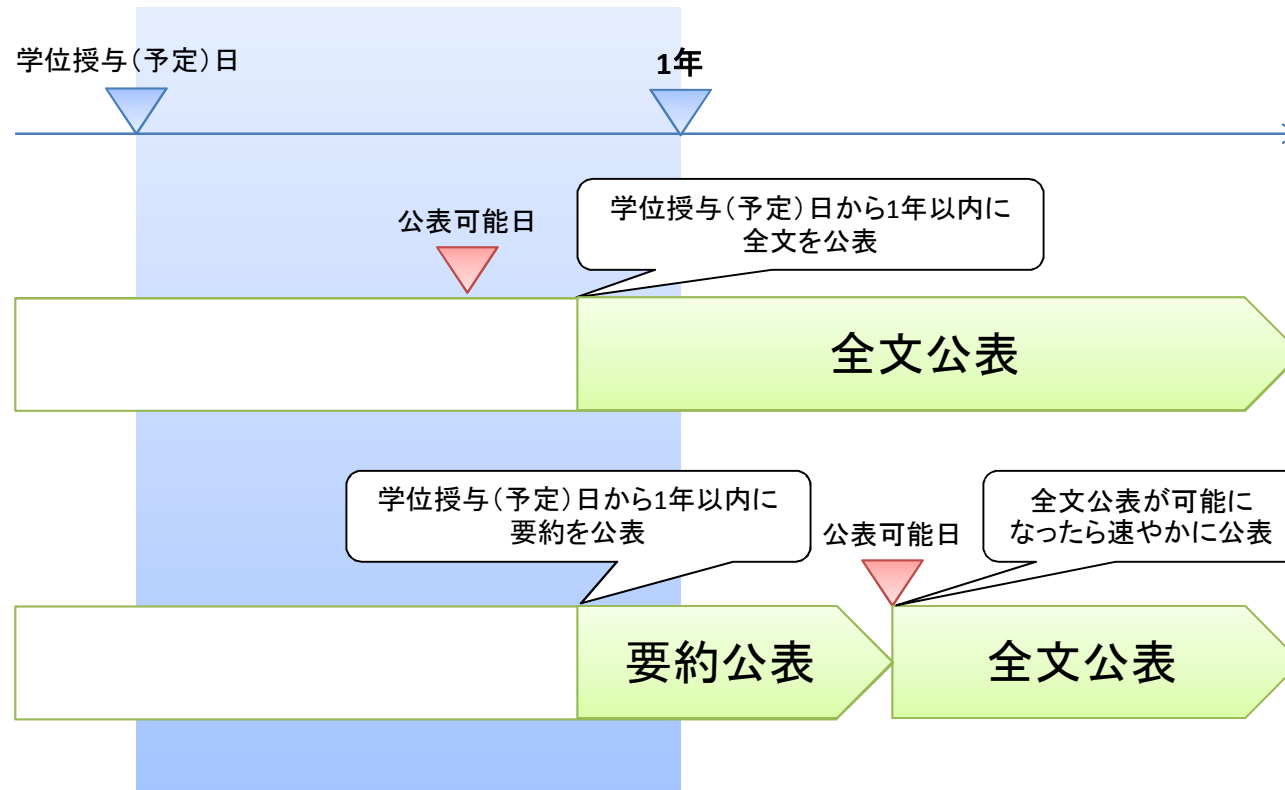 学位授与(予定)日
1年
公表可能日
学位授与(予定)日から1年以内に
全文を公表
全文公表
学位授与(予定)日から1年以内に
要約を公表
公表可能日
全文公表が可能に
なったら速やかに公表
要約公表
全文公表